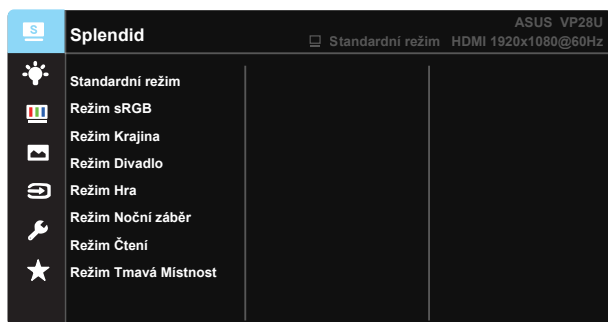 S
Splendid
ASUS VP28U
Standardní režim HDMI 1920x1080@60Hz
Standardní režim
Režim sRGB
Režim Krajina
Režim Divadlo
Režim Hra
Režim Noční záběr
Režim Čtení
Režim Tmavá Místnost